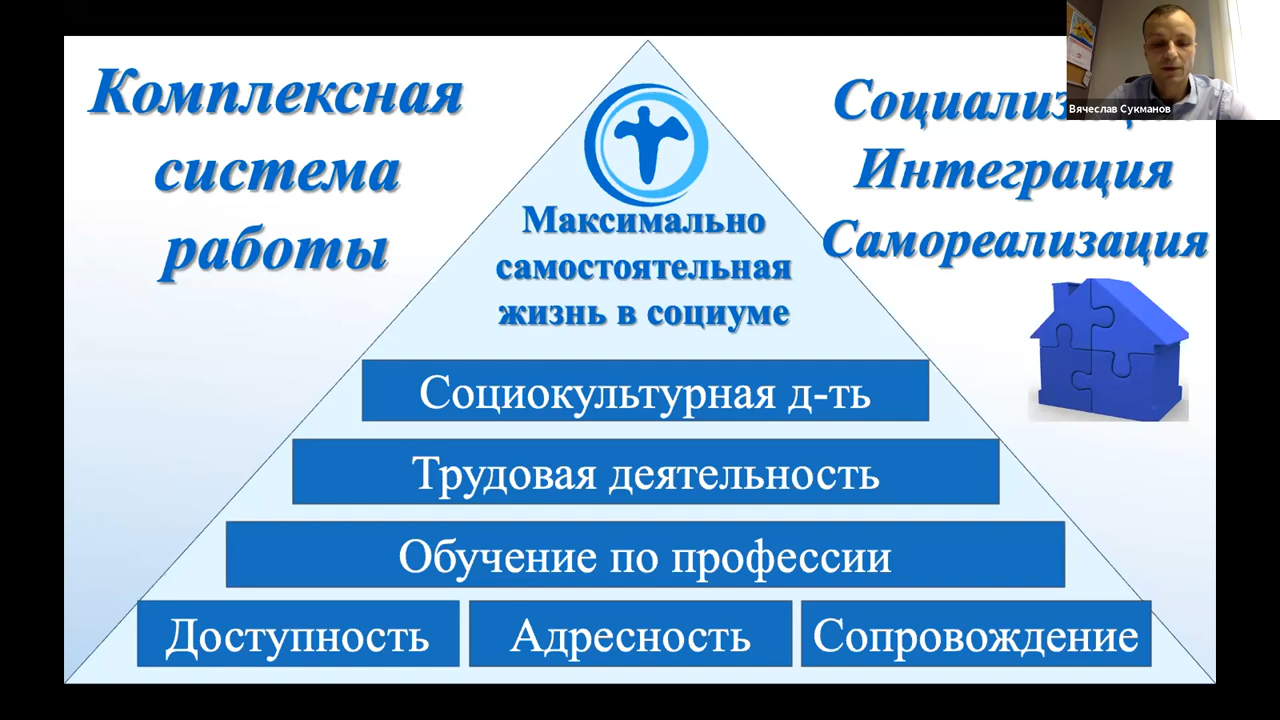 Комплексная
система
работы
Интеграция
Самореализация
Вячеслав Сукманов
Максимально
самостоятельная
жизнь в социуме
Социокультурная д-ть
Трудовая деятельность
Обучение по профессии
Доступность
Адресность
Сопровождение